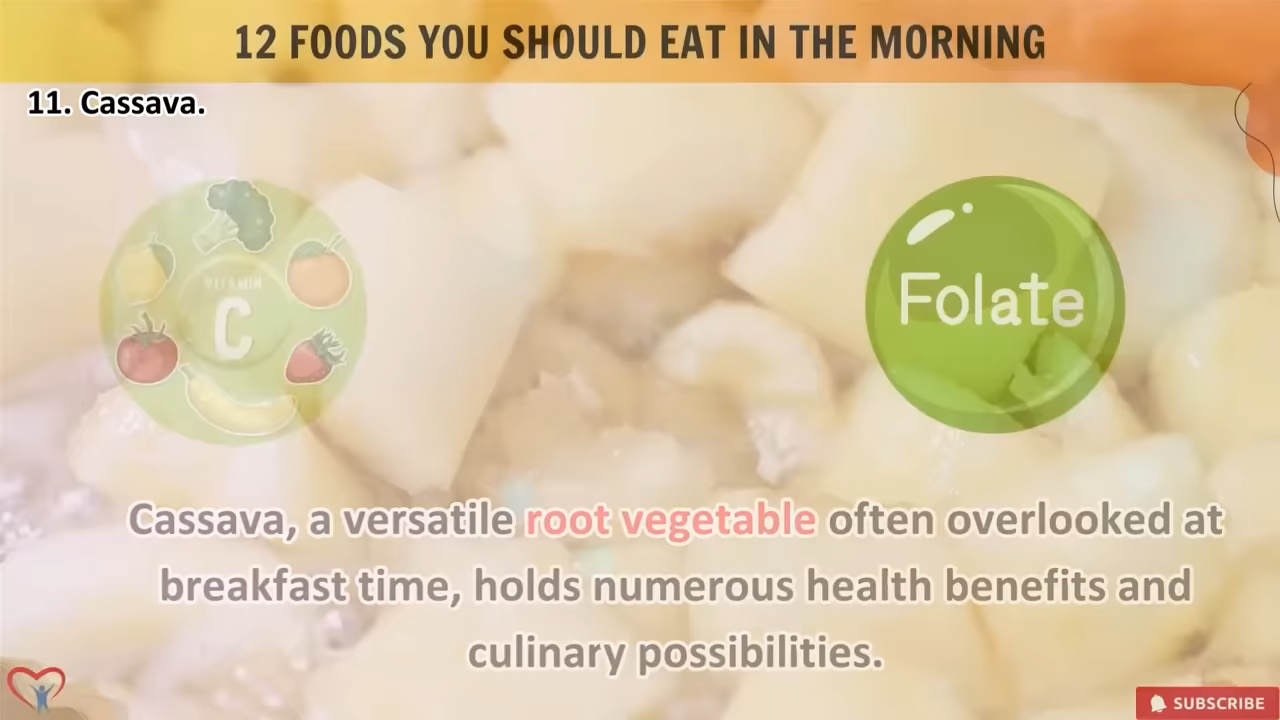 12 FOODS YOU SHOULD EAT IN THE MORNING
11. Cassava.
VITAMIN
C
Folate
Cassava, a versatile root vegetable often overlooked at
breakfast time, holds numerous health benefits and
culinary possibilities.
SUBSCRIBE